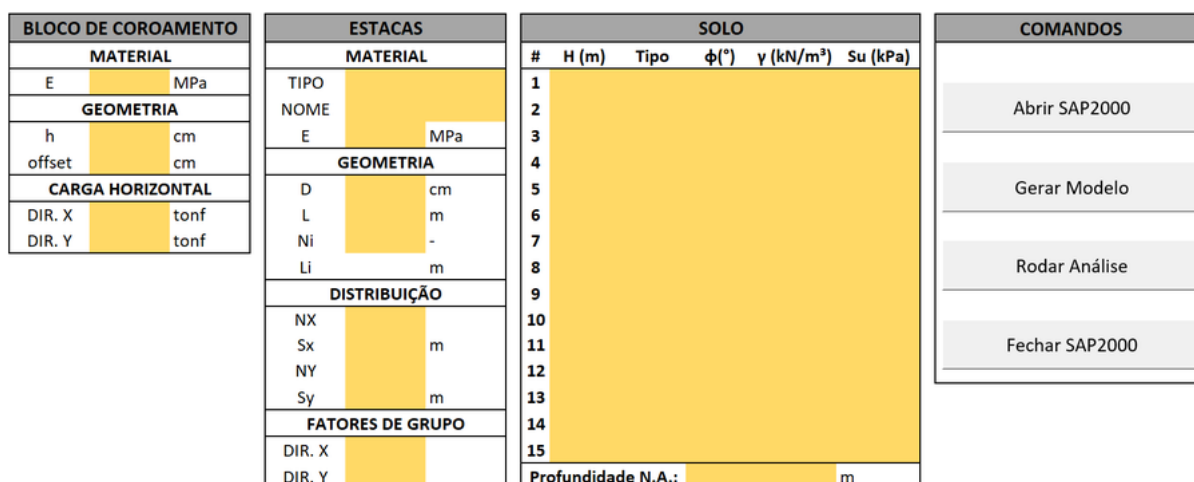 BLOCO DE COROAMENTO
MATERIAL
E MPa
GEOMETRIA
h cm
offset cm
CARGA HORIZONTAL
DIR. X tonf
DIR. Y tonf
ESTACAS
MATERIAL
TIPO
NOME
E MPa
GEOMETRIA
D cm
L m
Ni -
Li m
DISTRIBUIÇÃO
NX
Sx m
NY
Sy m
FATORES DE GRUPO
DIR. X
DIR. Y
SOLO
# H (m) Tipo ϕ(°) γ (kN/m³) Su (kPa)
1
2
3
4
5
6
7
8
9
10
11
12
13
14
15
Profundidade N.A.: m
COMANDOS
Abrir SAP2000
Gerar Modelo
Rodar Análise
Fechar SAP2000